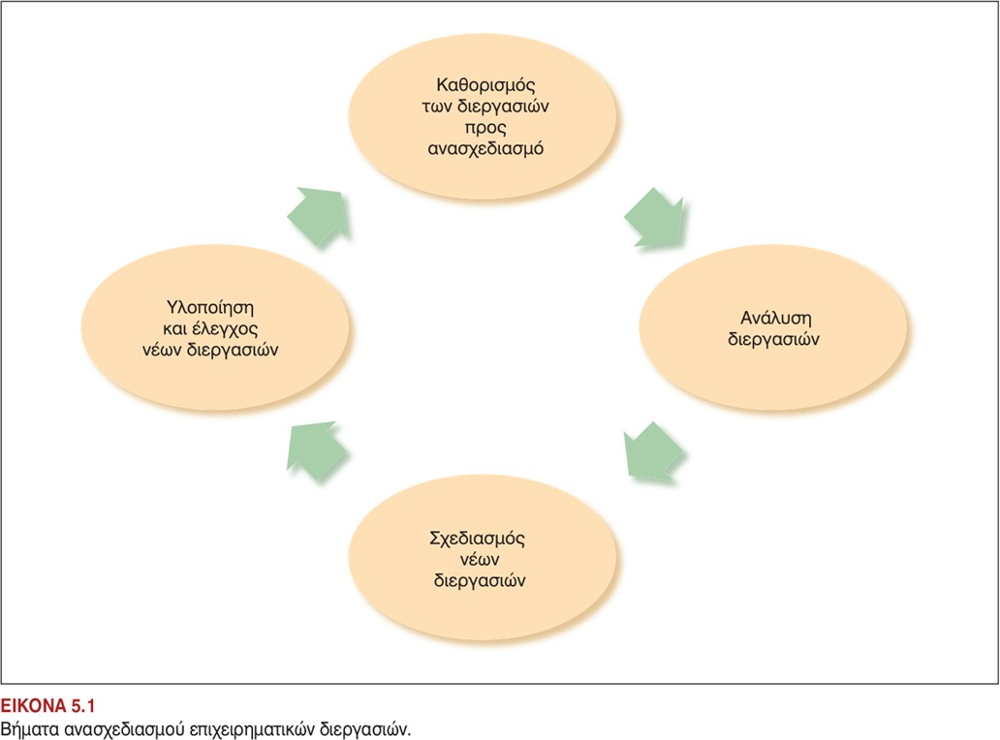 Καθορισμός
των διεργασιών
προς
ανασχεδιασμό
Ανάλυση
διεργασιών
Σχεδιασμός
νέων
διεργασιών
Υλοποίηση
και έλεγχος
νέων διεργασιών
ΕΙΚΟΝΑ 5.1
Βήματα ανασχεδιασμού επιχειρηματικών διεργασιών.